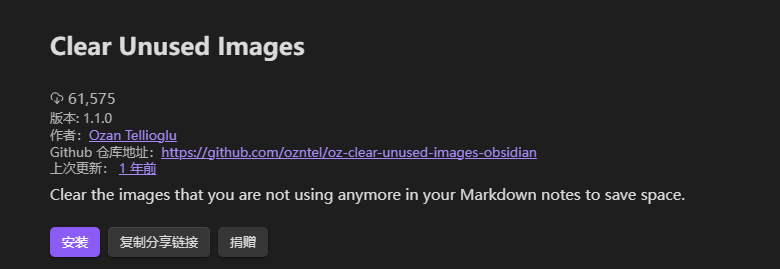 Clear Unused Images
61,575
版本: 1.1.0
作者：Ozan Tellioglu
Github 仓库地址：https://github.com/ozntel/oz-clear-unused-images-obsidian
上次更新： 1 年前
Clear the images that you are not using anymore in your Markdown notes to save space.
安装 复制分享链接 捐赠